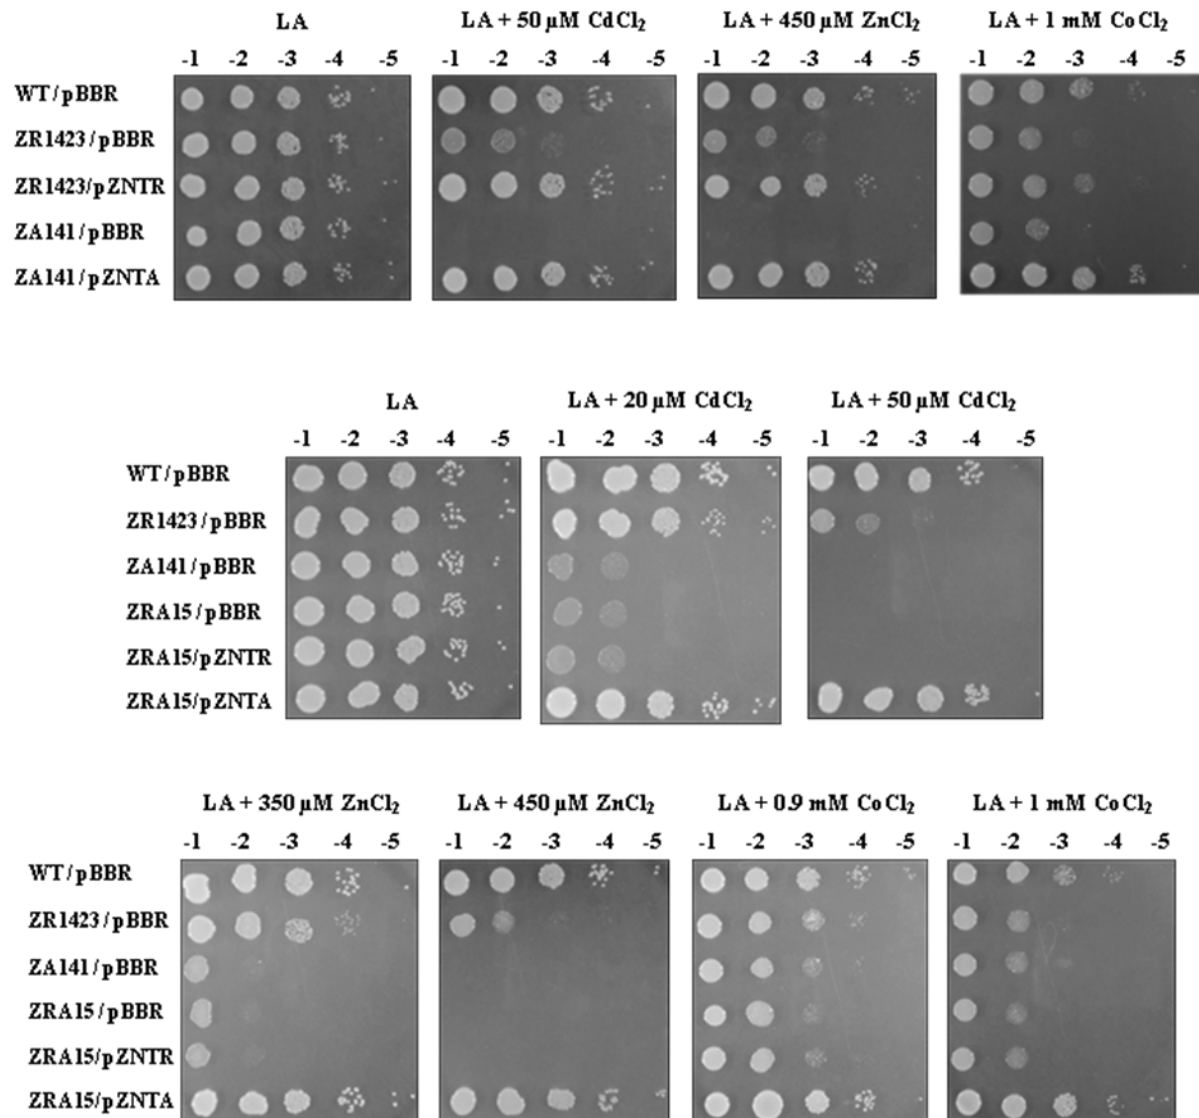 LA LA + 50 µM CdCl₂ LA + 450 µM ZnCl₂ LA + 1 mM CoCl₂
-1 -2 -3 -4 -5 -1 -2 -3 -4 -5 -1 -2 -3 -4 -5 -1 -2 -3 -4 -5
WT/pBBR
ZR1423/pBBR
ZR1423/pZNTR
ZA141/pBBR
ZA141/pZNTA
LA LA + 20 µM CdCl₂ LA + 50 µM CdCl₂
-1 -2 -3 -4 -5 -1 -2 -3 -4 -5 -1 -2 -3 -4 -5
WT/pBBR
ZR1423/pBBR
ZA141/pBBR
ZRA15/pBBR
ZRA15/pZNTR
ZRA15/pZNTA
LA + 350 µM ZnCl₂ LA + 450 µM ZnCl₂ LA + 0.9 mM CoCl₂ LA + 1 mM CoCl₂
-1 -2 -3 -4 -5 -1 -2 -3 -4 -5 -1 -2 -3 -4 -5 -1 -2 -3 -4 -5
WT/pBBR
ZR1423/pBBR
ZA141/pBBR
ZRA15/pBBR
ZRA15/pZNTR
ZRA15/pZNTA